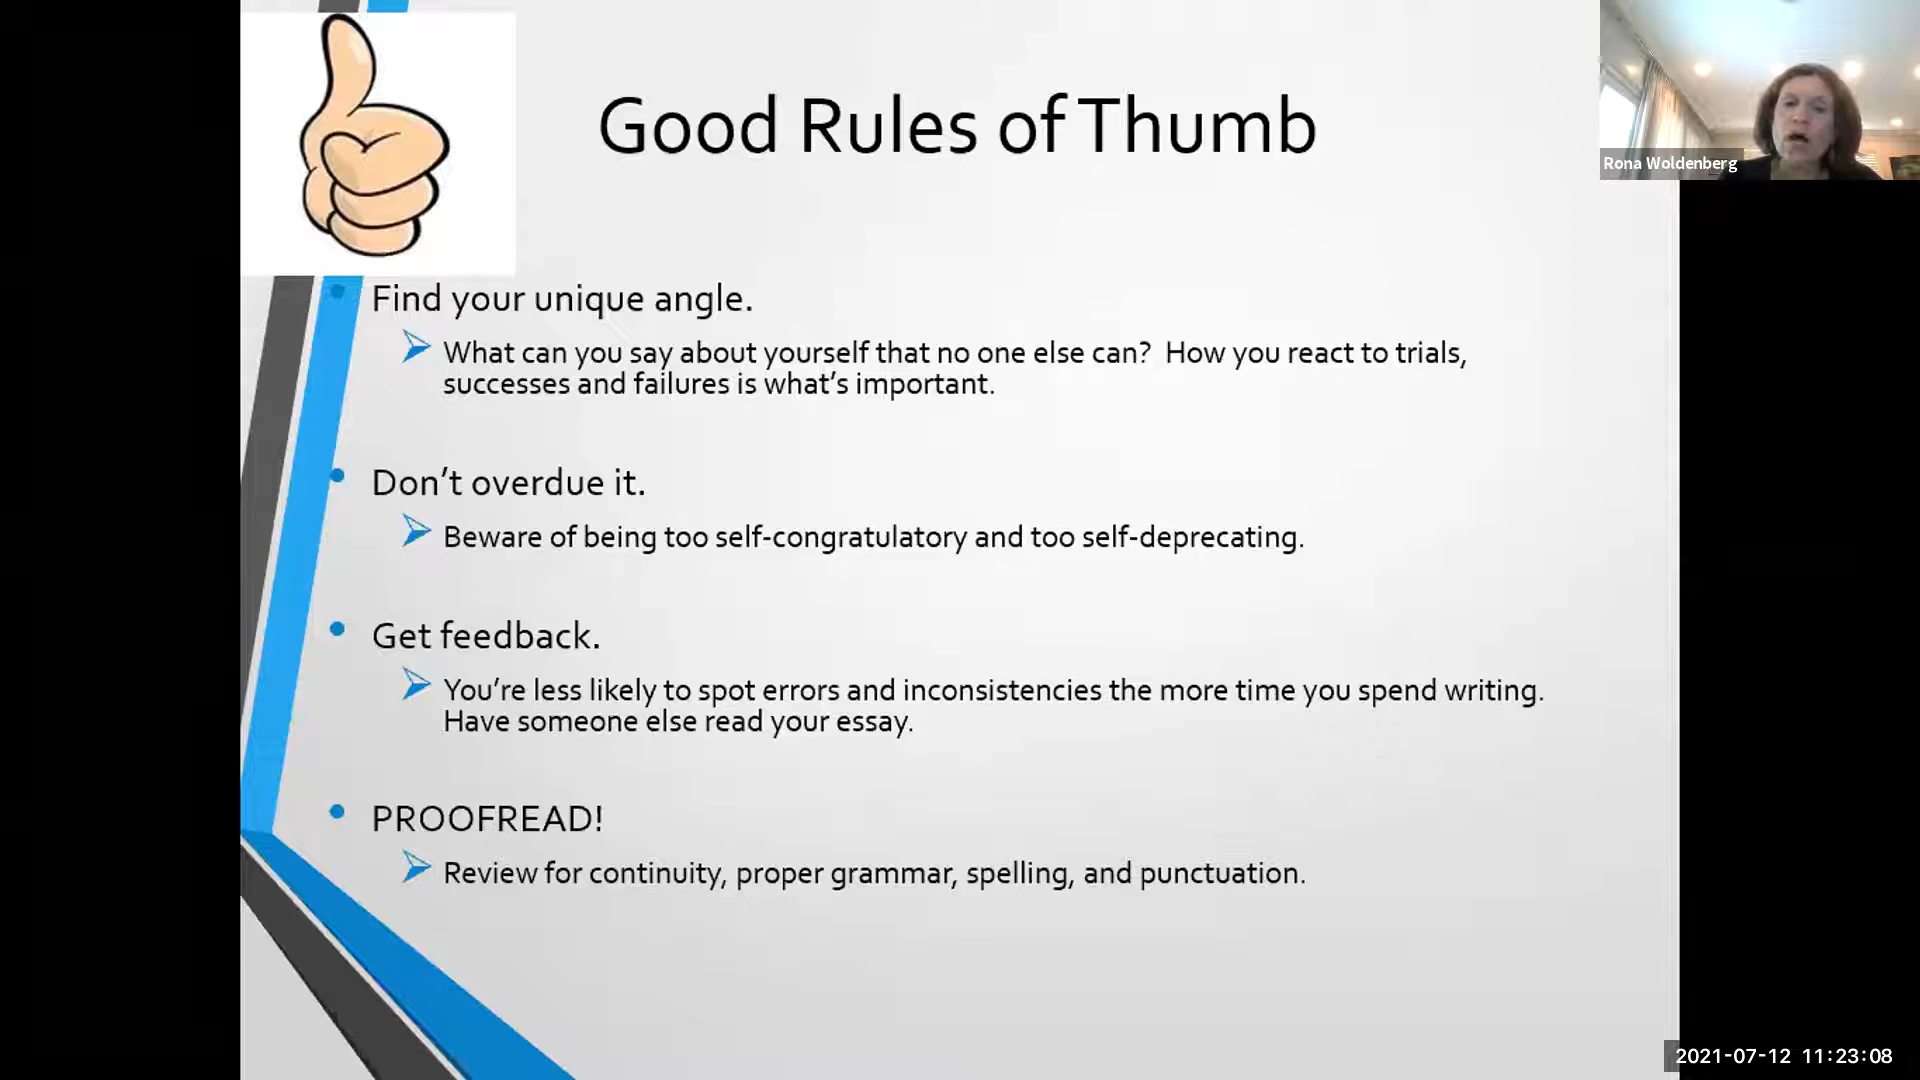 Good Rules of Thumb
Rona Woldenberg
• Find your unique angle.
➢ What can you say about yourself that no one else can?  How you react to trials,
successes and failures is what's important.
• Don't overdue it.
➢ Beware of being too self-congratulatory and too self-deprecating.
• Get feedback.
➢ You're less likely to spot errors and inconsistencies the more time you spend writing.
Have someone else read your essay.
• PROOFREAD!
➢ Review for continuity, proper grammar, spelling, and punctuation.
2021-07-12 11:23:08